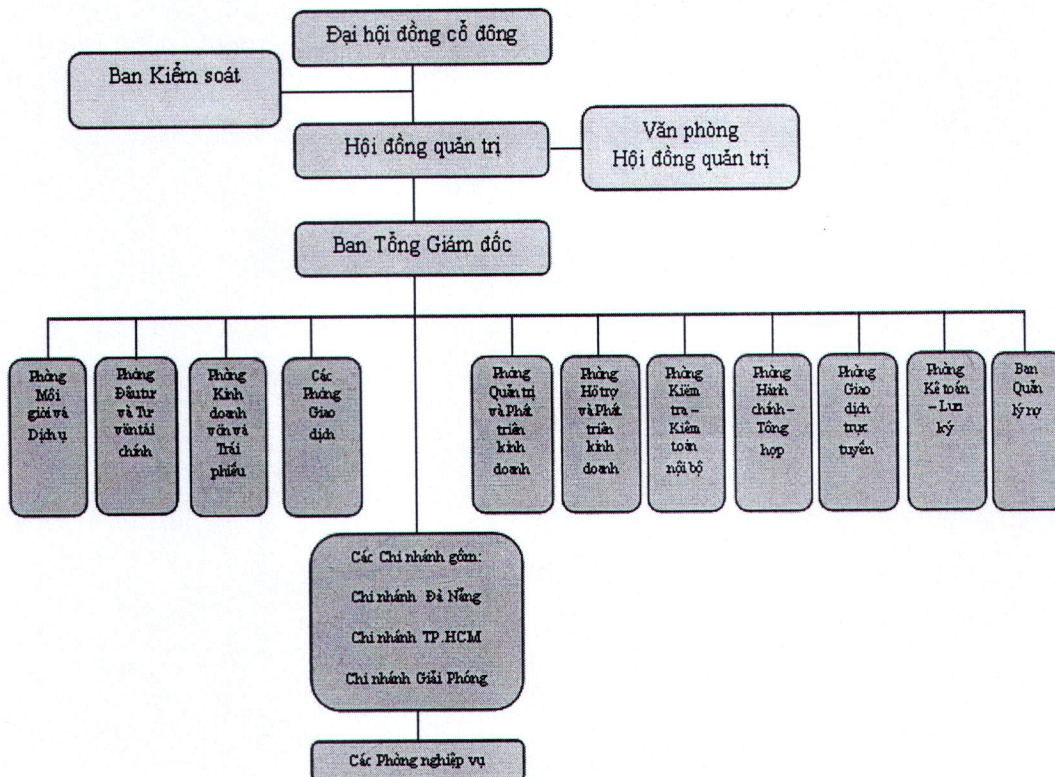 Đại hội đồng cổ đông
Ban Kiểm soát
Hội đồng quản trị
Văn phòng
Hội đồng quản trị
Ban Tổng Giám đốc
Phòng
Môi
giới và
Dịch vụ
Phòng
Đầu tư
và Tư
vấn tài
chính
Phòng
Kinh
doanh
vốn và
Trái
phiếu
Các
Phòng
Giao
dịch
Phòng
Quản trị
và Phát
triển
kinh
doanh
Phòng
Hỗ trợ
và Phát
triển
kinh
doanh
Phòng
Kiểm
tra –
Kiểm
toán
nội bộ
Phòng
Hành
chính –
Tổng
hợp
Phòng
Giao
dịch
trực
tuyến
Phòng
Kế toán
– Lưu
ký
Ban
Quản
lý nợ
Các Chi nhánh gồm:
Chi nhánh Đà Nẵng
Chi nhánh TP.HCM
Chi nhánh Giải Phóng
Các Phòng nghiệp vụ